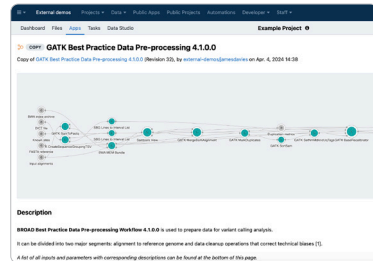 External demos Projects Data Public Apps Public Projects Automations Developer Staff
Dashboard Files Apps Tasks Data Studio Example Project
COPY GATK Best Practice Data Pre-processing 4.1.0.0
Copy of GATK Best Practices Data Pre-processing 4.1.0.0 (Revision 32), by external-demos/jamesdavies on Apr. 4, 2024 14:38
Description
BROAD Best Practice Data Pre-processing Workflow 4.1.0.0 is used to prepare data for variant calling analysis.
It can be divided into two major segments: alignment to reference genome and data-cleanup operations that correct technical biases [1].
A list of all inputs and parameters with corresponding descriptions can be found at the bottom of this page.